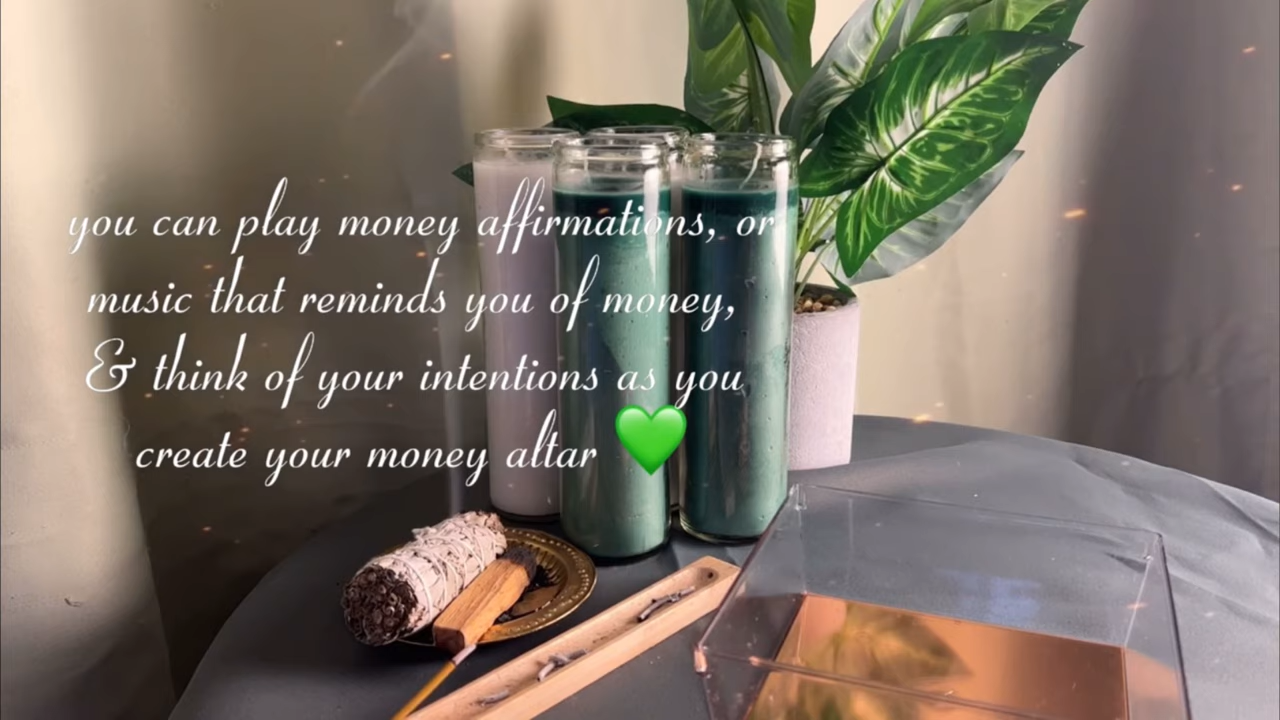 you can play money affirmations, or
music that reminds you of money,
& think of your intentions as you
create your money altar 💚